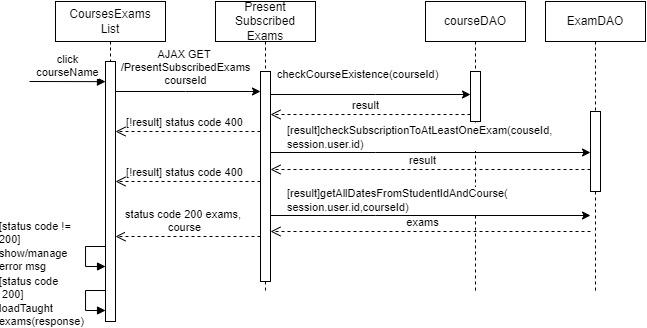 CoursesExams
List
Present
Subscribed
Exams
courseDAO
ExamDAO
click
courseName
AJAX GET
/PresentSubscribedExams
courseId
checkCourseExistence(courseId)
result
[!result] status code 400
[result]checkSubscriptionToAtLeastOneExam(couseId,
session.user.id)
result
[!result] status code 400
[result]getAllDatesFromStudentIdAndCourse(
session.user,id,courseId)
exams
status code 200 exams,
course
[status code !=
200]
show/manage
error msg
[status code
200]
loadTaught
exams(response)